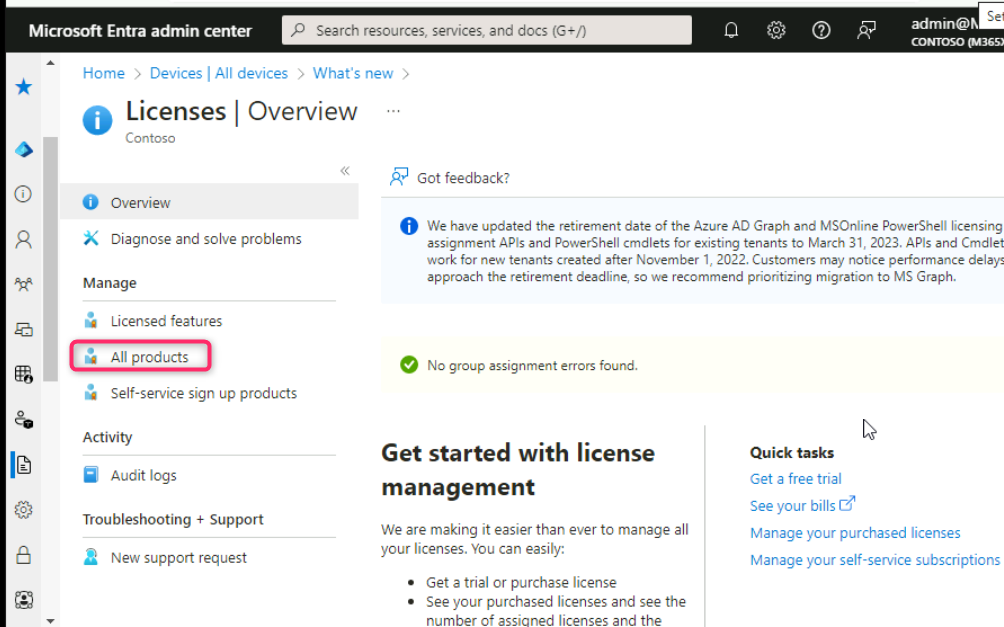 Set
Microsoft Entra admin center
Search resources, services, and docs (G+/)
CONTOSO (M365
Home > Devices | All devices > What's new >
Licenses | Overview
...
Contoso
«
Got feedback?
Overview
Diagnose and solve problems
Manage
Licensed features
All products
Self-service sign up products
Activity
Audit logs
Troubleshooting + Support
New support request
We have updated the retirement date of the Azure AD Graph and MSOnline PowerShell licensing
assignment APIs and PowerShell cmdlets for existing tenants to March 31, 2023. APIs and Cmdlet
work for new tenants created after November 1, 2022. Customers may notice performance delays
approach the retirement deadline, so we recommend prioritizing migration to MS Graph.
No group assignment errors found.
Get started with license
management
We are making it easier than ever to manage all
your licenses. You can easily:
• Get a trial or purchase license
• See your purchased licenses and see the
number of assigned licenses and the
Quick tasks
Get a free trial
See your bills
Manage your purchased licenses
Manage your self-service subscriptions